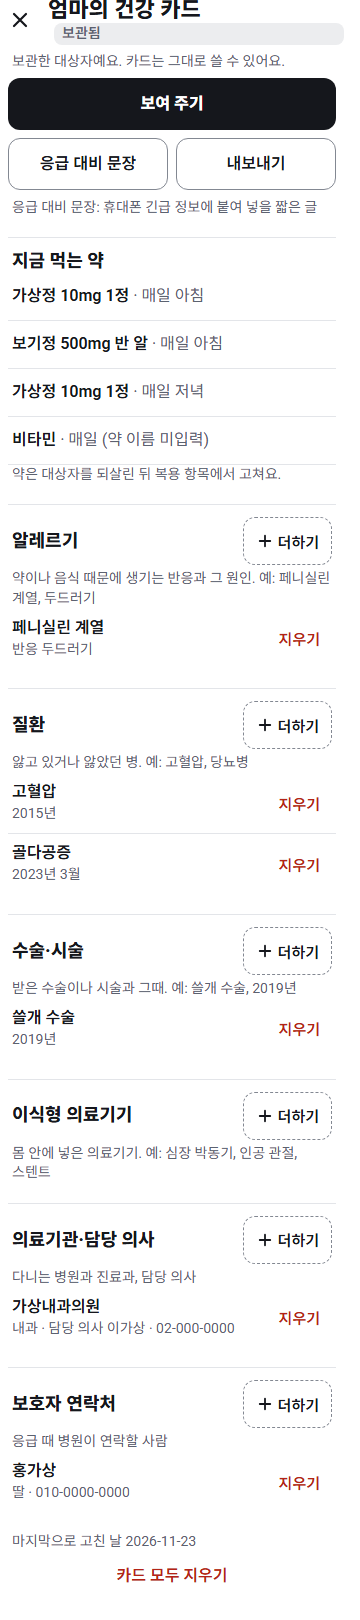 엄마의 건강 카드
보관됨
보관한 대상자예요. 카드는 그대로 쓸 수 있어요.
보여 주기
응급 대비 문장
내보내기
응급 대비 문장: 휴대폰 긴급 정보에 붙여 넣을 짧은 글
지금 먹는 약
가상정 10mg 1정 · 매일 아침
보기정 500mg 반 알 · 매일 아침
가상정 10mg 1정 · 매일 저녁
비타민 · 매일 (약 이름 미입력)
약은 대상자를 되살린 뒤 복용 항목에서 고쳐요.
알레르기
+ 더하기
약이나 음식 때문에 생기는 반응과 그 원인. 예: 페니실린
계열, 두드러기
페니실린 계열
반응 두드러기
지우기
질환
+ 더하기
앓고 있거나 앓았던 병. 예: 고혈압, 당뇨병
고혈압
2015년
지우기
골다공증
2023년 3월
지우기
수술·시술
+ 더하기
받은 수술이나 시술과 그때. 예: 쓸개 수술, 2019년
쓸개 수술
2019년
지우기
이식형 의료기기
+ 더하기
몸 안에 넣은 의료기기. 예: 심장 박동기, 인공 관절,
스텐트
의료기관·담당 의사
+ 더하기
다니는 병원과 진료과, 담당 의사
가상내과의원
내과 · 담당 의사 이가상 · 02-000-0000
지우기
보호자 연락처
+ 더하기
응급 때 병원이 연락할 사람
홍가상
딸 · 010-0000-0000
지우기
마지막으로 고친 날 2026-11-23
카드 모두 지우기